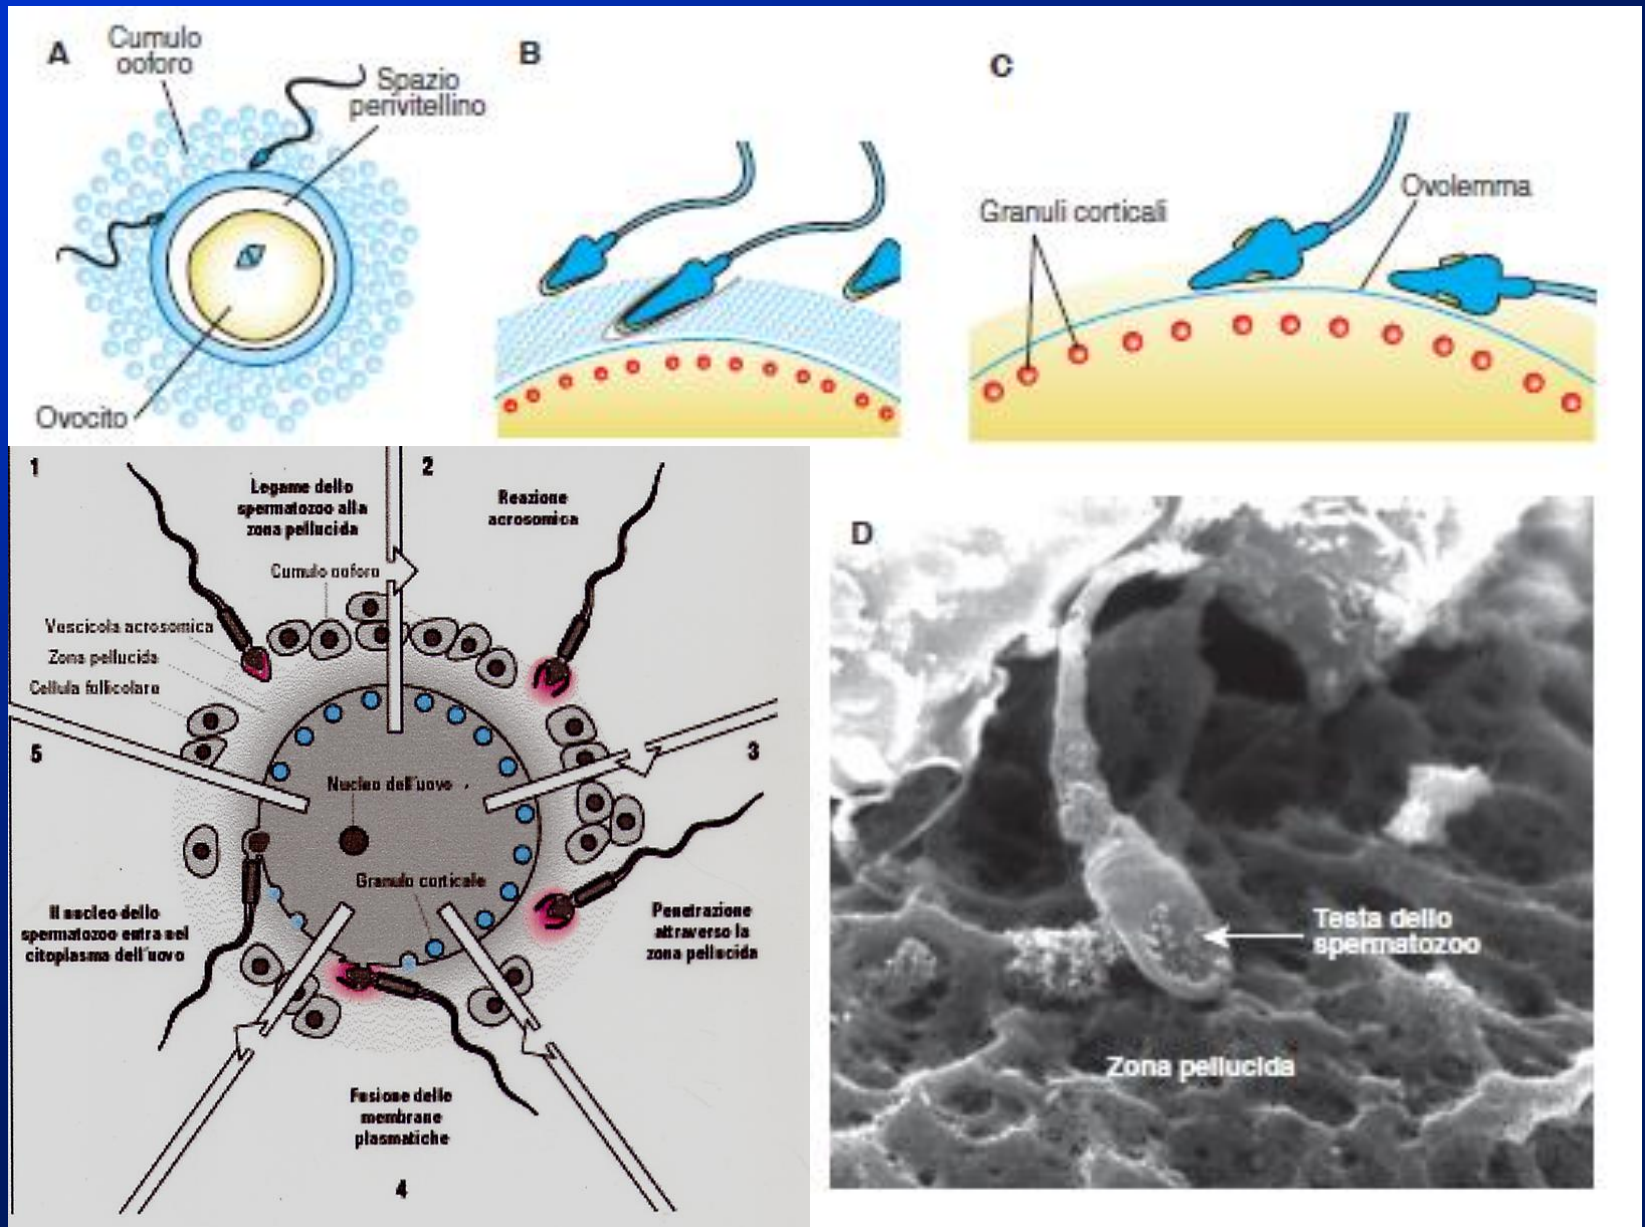 A
Cumulo
ooforo
Spazio
perivitellino
Ovocito
B
C
Granuli corticali
Ovolemma
1
Legame dello
spermatozoo alla
zona pellucida
Cumulo ooforo
Vescicola acrosomica
Zona pellucida
Cellula follicolare
2
Reazione
acrosomica
3
Penetrazione
attraverso la
zona pellucida
Nucleo dell'uovo
Granulo corticale
5
Il nucleo dello
spermatozoo entra nel
citoplasma dell'uovo
Fusione delle
membrane
plasmatiche
4
D
Testa dello
spermatozoo
Zona pellucida